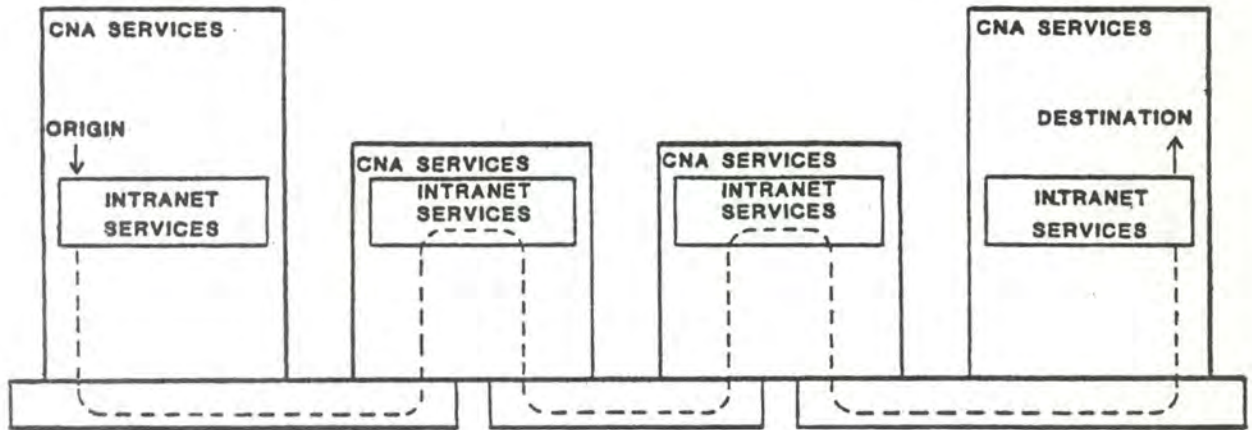 CNA SERVICES
ORIGIN
INTRANET
SERVICES
CNA SERVICES
INTRANET
SERVICES
CNA SERVICES
INTRANET
SERVICES
CNA SERVICES
DESTINATION
INTRANET
SERVICES